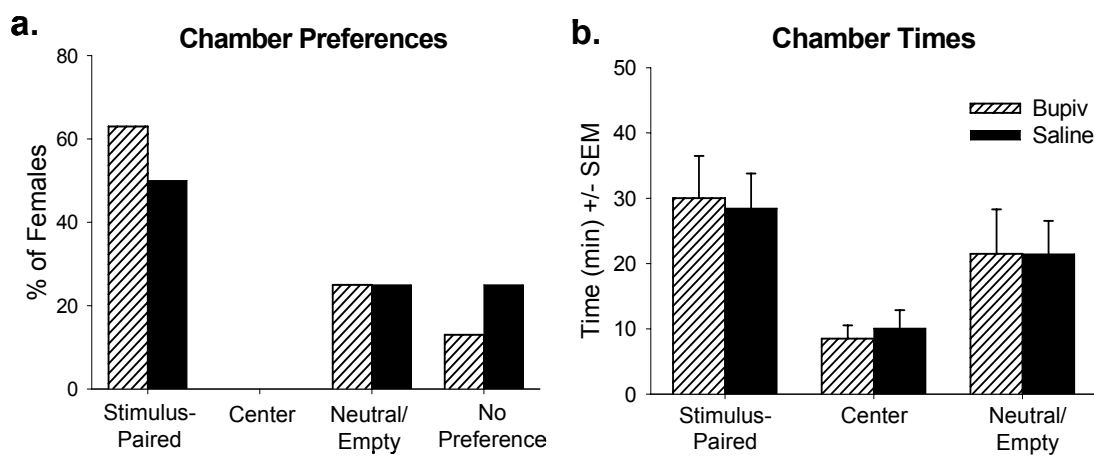 a.
Chamber Preferences
% of Females
80
60
40
20
0
Stimulus-
Paired
Center
Neutral/
Empty
No
Preference
b.
Chamber Times
Time (min) +/- SEM
50
40
30
20
10
0
Bupiv
Saline
Stimulus-
Paired
Center
Neutral/
Empty